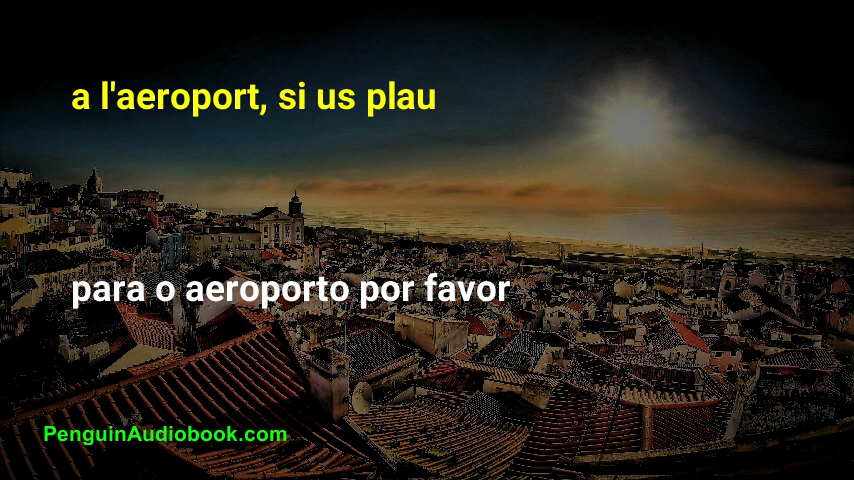 a l'aeroport, si us plau
para o aeroporto por favor
PenguinAudiobook.com